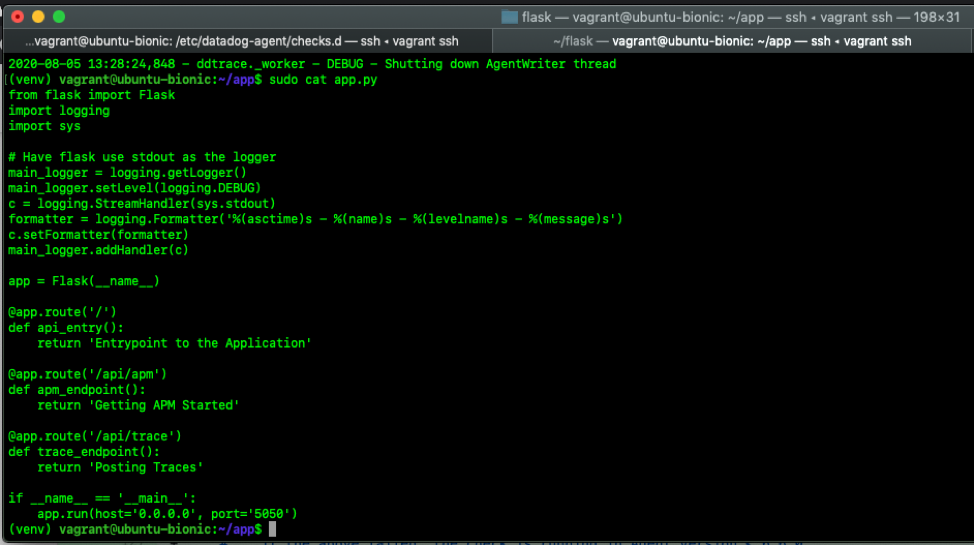 flask — vagrant@ubuntu-bionic: ~/app — ssh ◂ vagrant ssh — 198×31
...vagrant@ubuntu-bionic: /etc/datadog-agent/checks.d — ssh ◂ vagrant ssh
~/flask — vagrant@ubuntu-bionic: ~/app — ssh ◂ vagrant ssh
2020-08-05 13:28:24,848 - ddtrace._worker - DEBUG - Shutting down AgentWriter thread
(venv) vagrant@ubuntu-bionic:~/app$ sudo cat app.py
from flask import Flask
import logging
import sys

# Have flask use stdout as the logger
main_logger = logging.getLogger()
main_logger.setLevel(logging.DEBUG)
c = logging.StreamHandler(sys.stdout)
formatter = logging.Formatter('%(asctime)s - %(name)s - %(levelname)s - %(message)s')
c.setFormatter(formatter)
main_logger.addHandler(c)

app = Flask(__name__)

@app.route('/')
def api_entry():
    return 'Entrypoint to the Application'

@app.route('/api/apm')
def apm_endpoint():
    return 'Getting APM Started'

@app.route('/api/trace')
def trace_endpoint():
    return 'Posting Traces'

if __name__ == '__main__':
    app.run(host='0.0.0.0', port='5050')
(venv) vagrant@ubuntu-bionic:~/app$